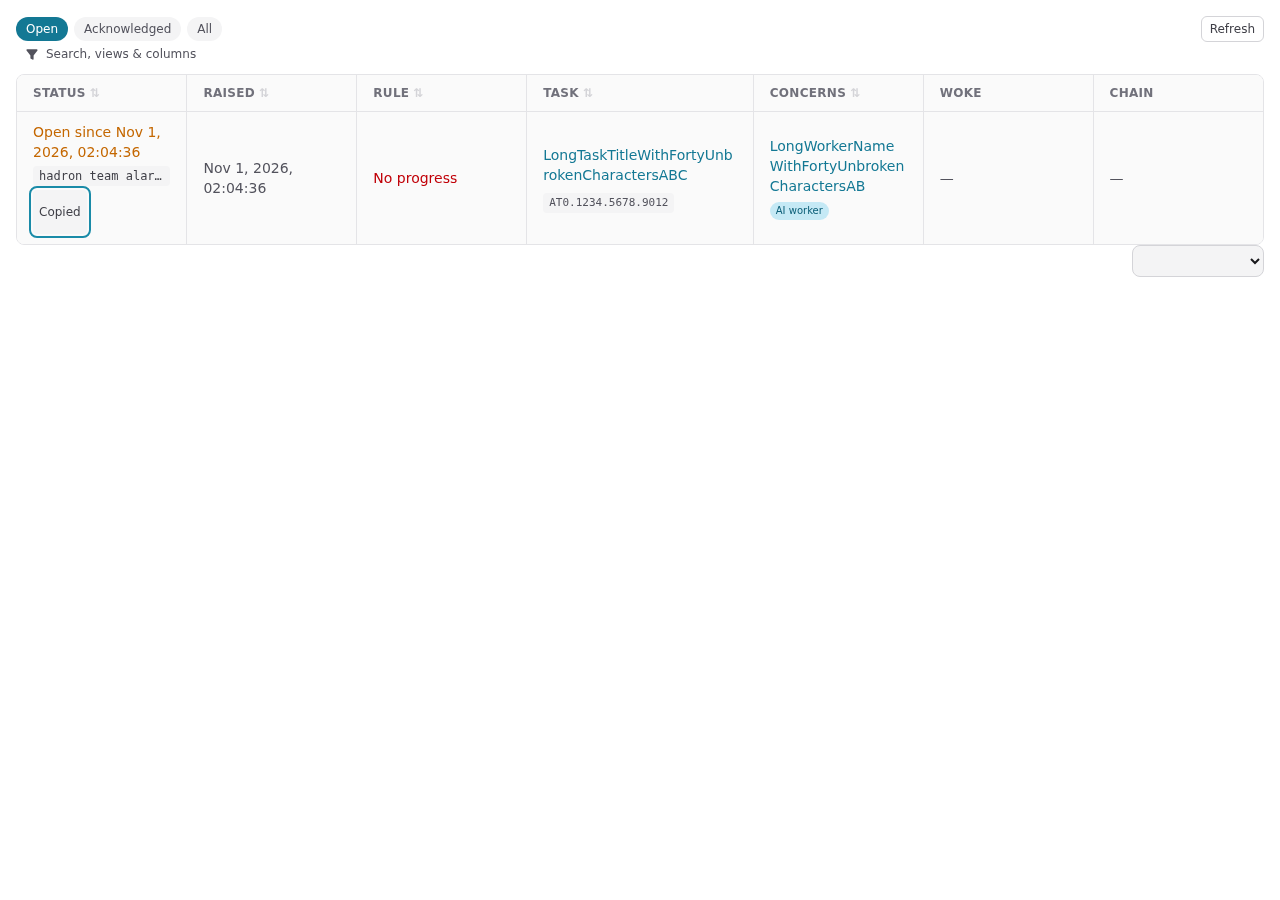 Open
Acknowledged
All
Refresh
Search, views & columns
STATUS ⇅
RAISED ⇅
RULE ⇅
TASK ⇅
CONCERNS ⇅
WOKE
CHAIN
Open since Nov 1,
2026, 02:04:36
hadron team alar…
Copied
Nov 1, 2026,
02:04:36
No progress
LongTaskTitleWithFortyUnb
rokenCharactersABC
AT0.1234.5678.9012
LongWorkerName
WithFortyUnbroken
CharactersAB
AI worker
—
—